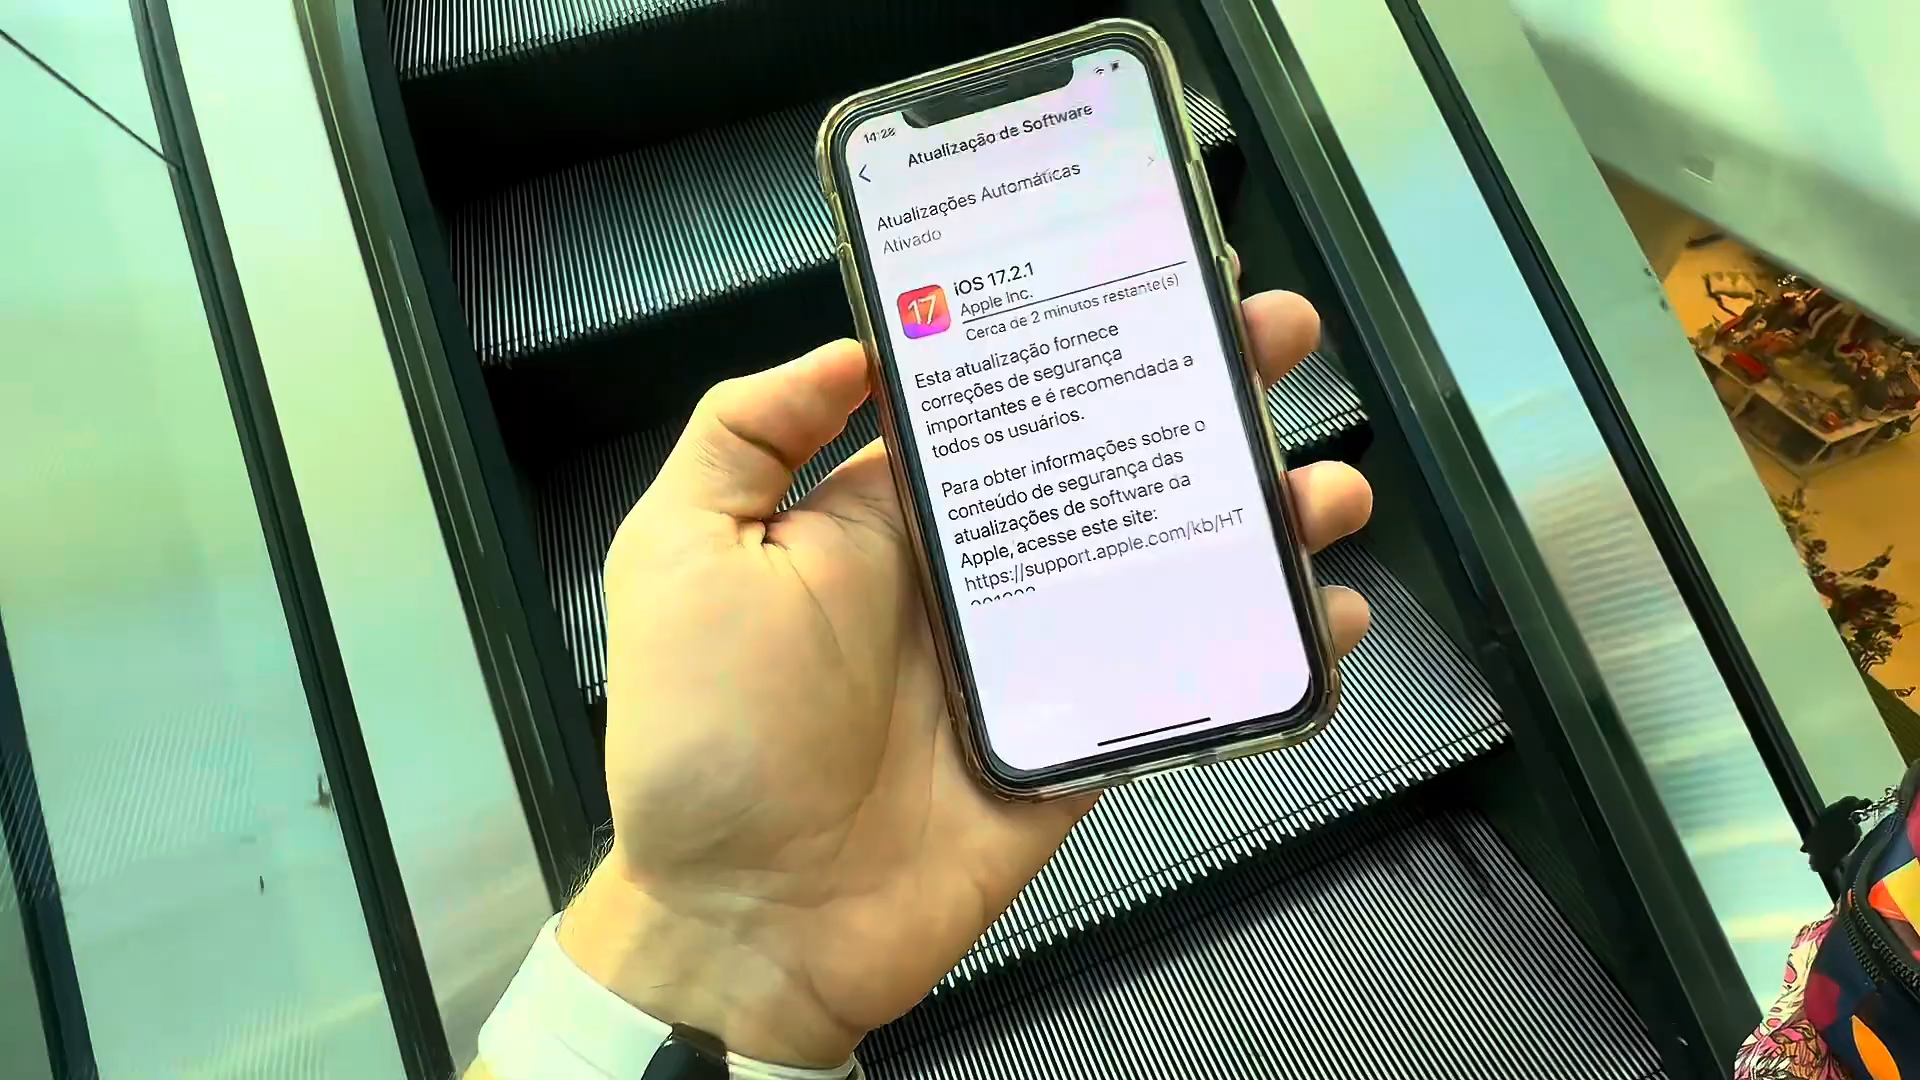 14:28
Atualização de Software
Atualizações Automáticas
Ativado
17
iOS 17.2.1
Apple Inc.
Cerca de 2 minutos restante(s)
Esta atualização fornece
correções de segurança
importantes e é recomendada a
todos os usuários.
Para obter informações sobre o
conteúdo de segurança das
atualizações de software da
Apple, acesse este site:
https://support.apple.com/kb/HT